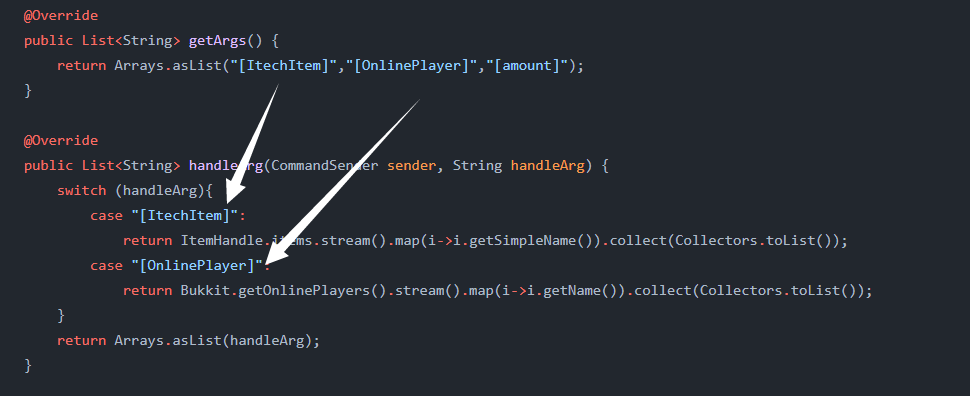 @Override
public List<String> getArgs() {
return Arrays.asList("[ItechItem]","[OnlinePlayer]","[amount]");
}
@Override
public List<String> handleArg(CommandSender sender, String handleArg) {
switch (handleArg){
case "[ItechItem]":
return ItemHandle.items.stream().map(i->i.getSimpleName()).collect(Collectors.toList());
case "[OnlinePlayer]":
return Bukkit.getOnlinePlayers().stream().map(i->i.getName()).collect(Collectors.toList());
}
return Arrays.asList(handleArg);
}